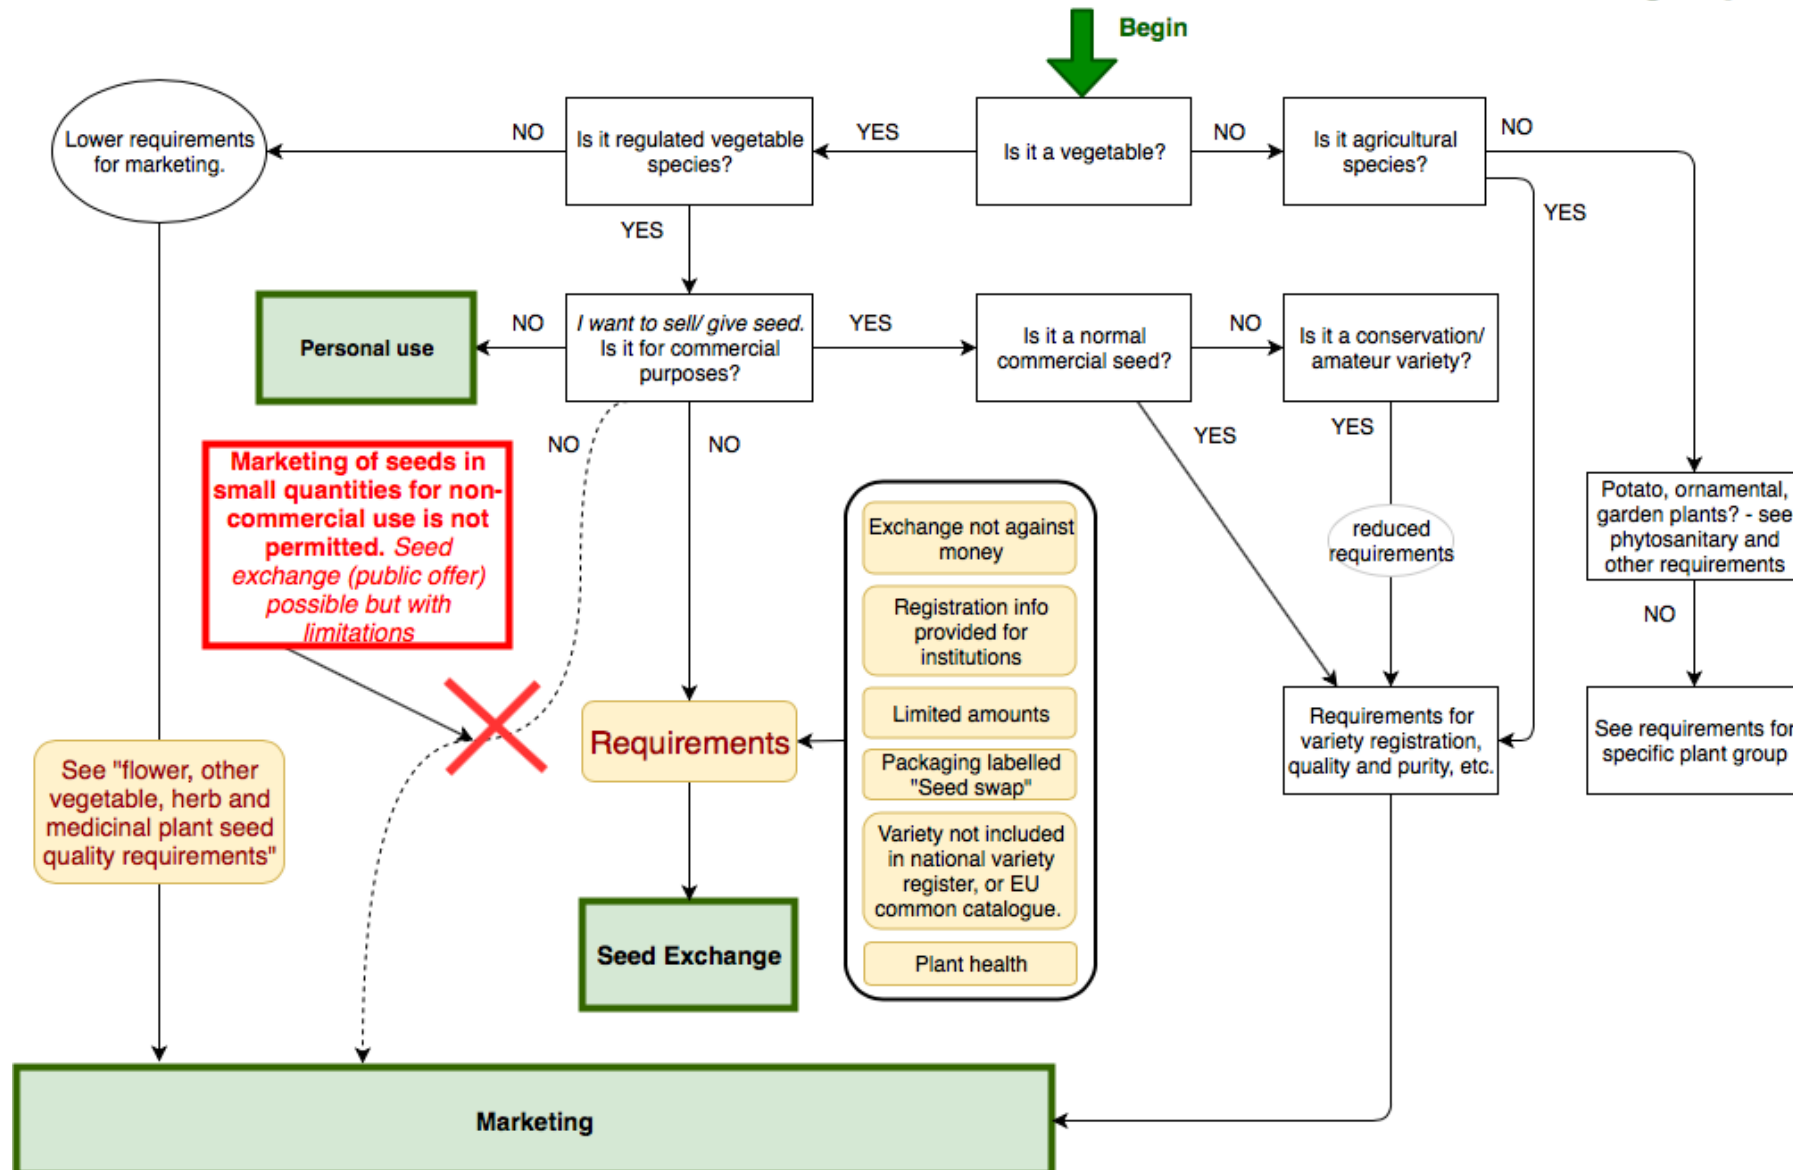 Begin
Lower requirements
for marketing.
NO
Is it regulated vegetable
species?
YES
Is it a vegetable?
NO
Is it agricultural
species?
NO
YES
YES
Personal use
NO
I want to sell/ give seed.
Is it for commercial
purposes?
YES
Is it a normal
commercial seed?
NO
Is it a conservation/
amateur variety?
NO
NO
YES
YES
Marketing of seeds in
small quantities for non-
commercial use is not
permitted. Seed
exchange (public offer)
possible but with
limitations
Exchange not against
money
Registration info
provided for
institutions
Limited amounts
Packaging labelled
"Seed swap"
Variety not included
in national variety
register, or EU
common catalogue.
Plant health
reduced
requirements
Potato, ornamental,
garden plants? - see
phytosanitary and
other requirements
NO
Requirements
Requirements for
variety registration,
quality and purity, etc.
See requirements for
specific plant group
See "flower, other
vegetable, herb and
medicinal plant seed
quality requirements"
Seed Exchange
Marketing